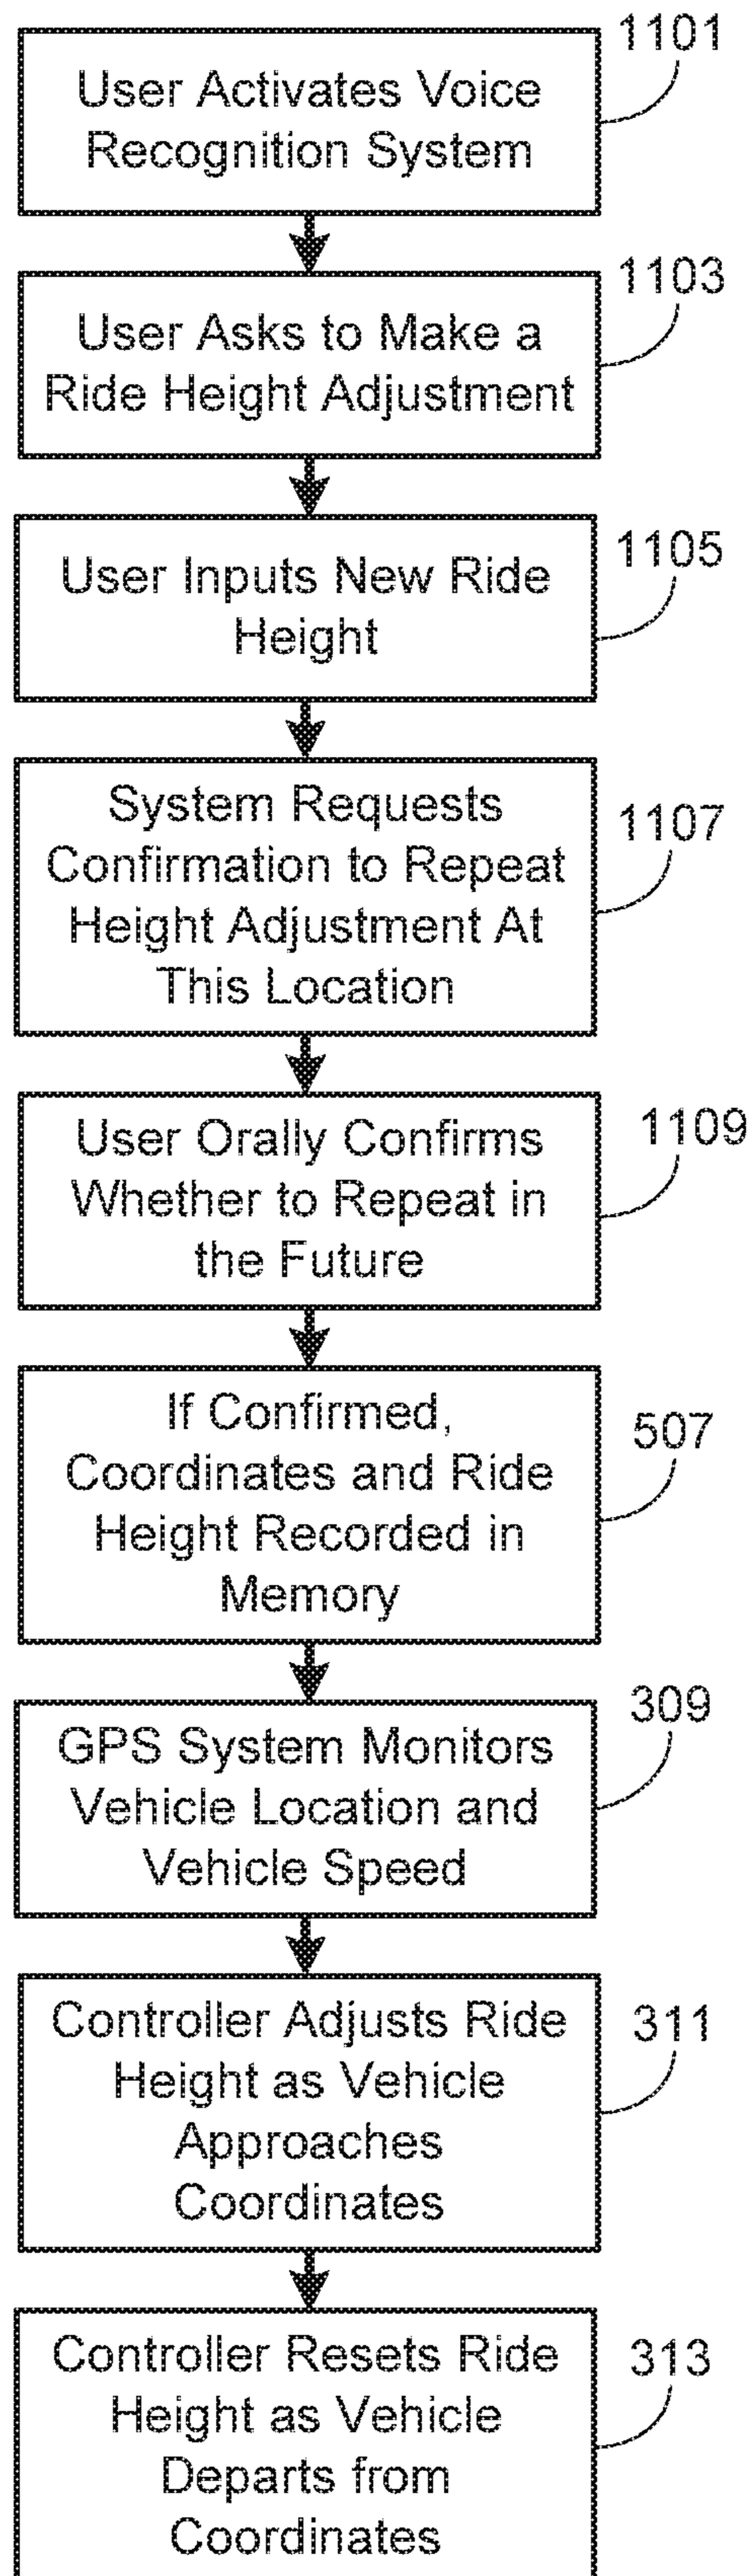 1101
User Activates Voice
Recognition System
1103
User Asks to Make a
Ride Height Adjustment
1105
User Inputs New Ride
Height
1107
System Requests
Confirmation to Repeat
Height Adjustment At
This Location
1109
User Orally Confirms
Whether to Repeat in
the Future
507
If Confirmed,
Coordinates and Ride
Height Recorded in
Memory
309
GPS System Monitors
Vehicle Location and
Vehicle Speed
311
Controller Adjusts Ride
Height as Vehicle
Approaches
Coordinates
313
Controller Resets Ride
Height as Vehicle
Departs from
Coordinates